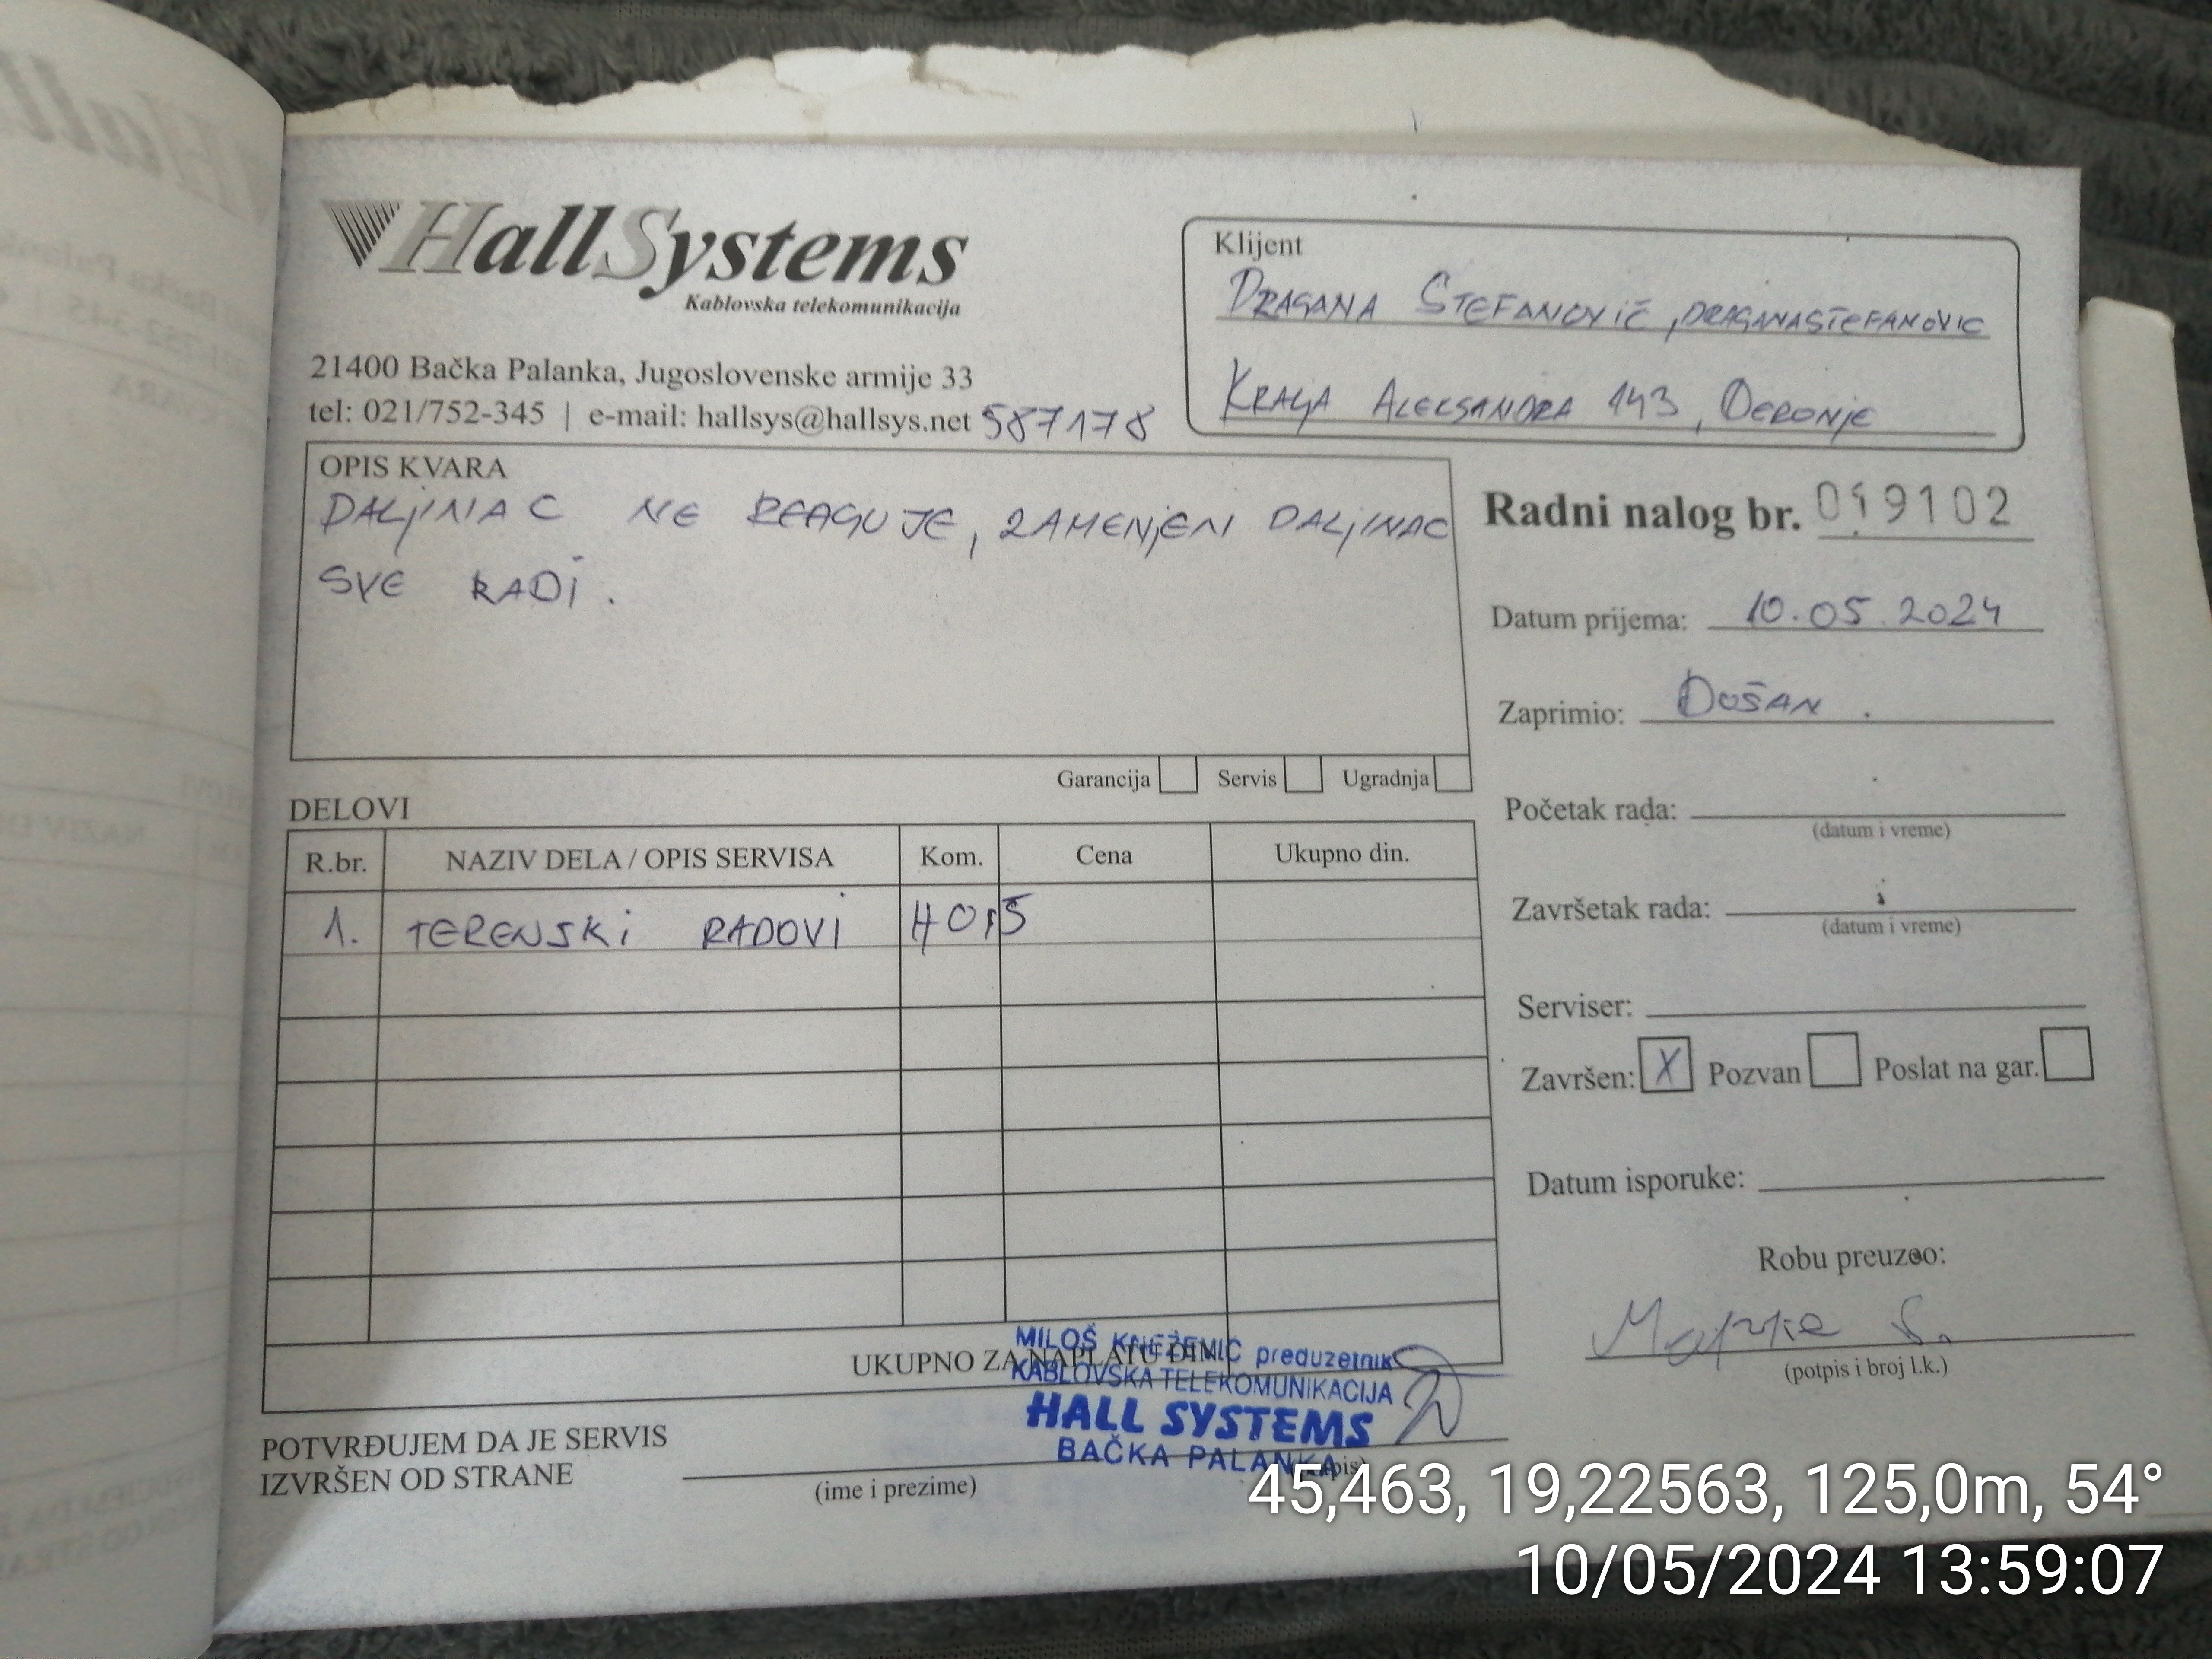 HallSystems
Kablovska telekomunikacija
21400 Bačka Palanka, Jugoslovenske armije 33
tel: 021/752-345 | e-mail: hallsys@hallsys.net 587178
Klijent
DRAGANA STEFANOVIĆ, DRAGANASTEFANOVIC
KRALJA ALEKSANDRA 143, DERONJE
OPIS KVARA
DALJINAC NE REAGUJE, ZAMENJEN DALJINAC
SVE RADI.
Garancija Servis Ugradnja
Radni nalog br. 019102
Datum prijema: 10.05.2024
Zaprimio: DUŠAN
Početak rada:
(datum i vreme)
Završetak rada:
(datum i vreme)
Serviser:
Završen: X Pozvan Poslat na gar.
Datum isporuke:
Robu preuzeo:
(potpis i broj l.k.)
DELOVI
R.br. NAZIV DELA / OPIS SERVISA Kom. Cena Ukupno din.
1. TERENSKI RADOVI
UKUPNO ZA NAPLATU DIN.
MILOŠ KNEŽEVIĆ preduzetnik
KABLOVSKA TELEKOMUNIKACIJA
HALL SYSTEMS
BAČKA PALANKA
POTVRĐUJEM DA JE SERVIS
IZVRŠEN OD STRANE
(ime i prezime)
45,463, 19,22563, 125,0m, 54°
10/05/2024 13:59:07